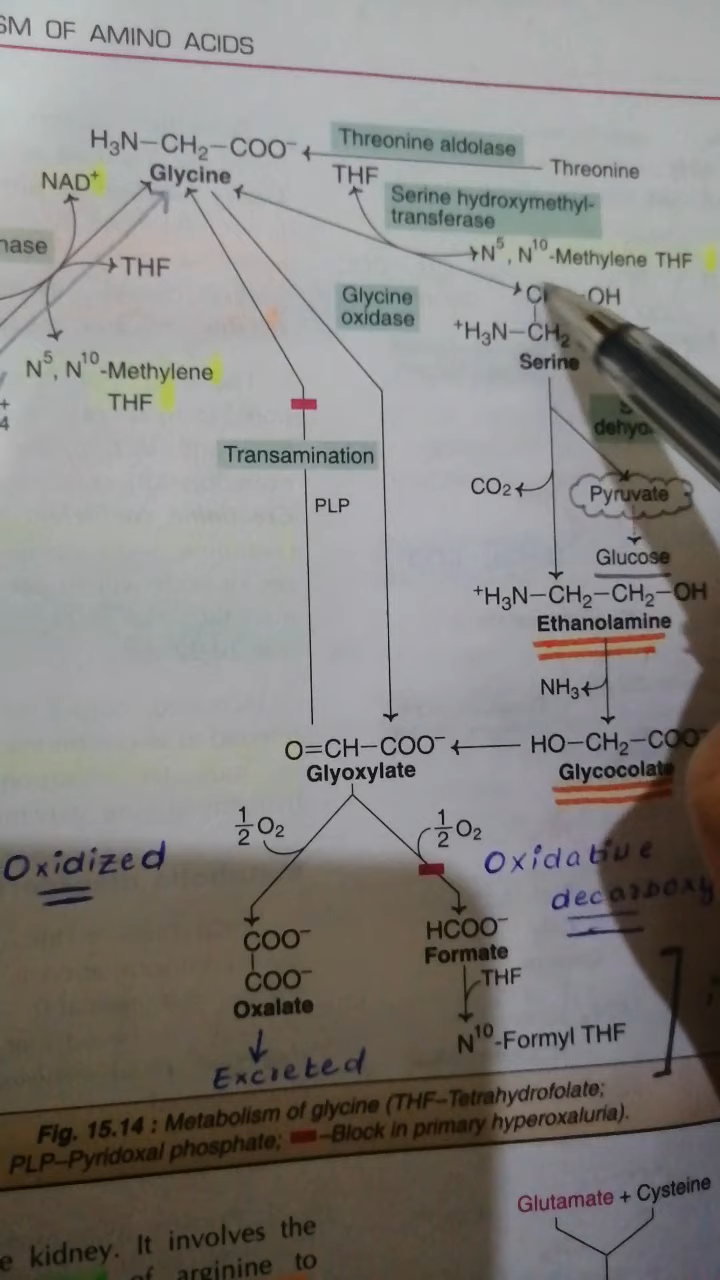 SM OF AMINO ACIDS
H₃N–CH₂–COO⁻
Threonine aldolase
Threonine
NAD⁺
Glycine
THF
Serine hydroxymethyl-
transferase
nase
THF
N⁵, N¹⁰-Methylene THF
Glycine
oxidase
OH
⁺H₃N–CH₂
Serine
N⁵, N¹⁰-Methylene
THF
+
4
Transamination
dehyd
CO₂
Pyruvate
PLP
Glucose
⁺H₃N–CH₂–CH₂–OH
Ethanolamine
NH₃
O=CH–COO⁻
HO–CH₂–COO⁻
Glyoxylate
Glycocolate
½O₂
½O₂
Oxidized
Oxidative
decarboxy
COO⁻
COO⁻
Oxalate
HCOO⁻
Formate
THF
N¹⁰-Formyl THF
Excreted
Fig. 15.14 : Metabolism of glycine (THF–Tetrahydrofolate;
PLP–Pyridoxal phosphate; –Block in primary hyperoxaluria).
Glutamate + Cysteine
e kidney. It involves the
of arginine to